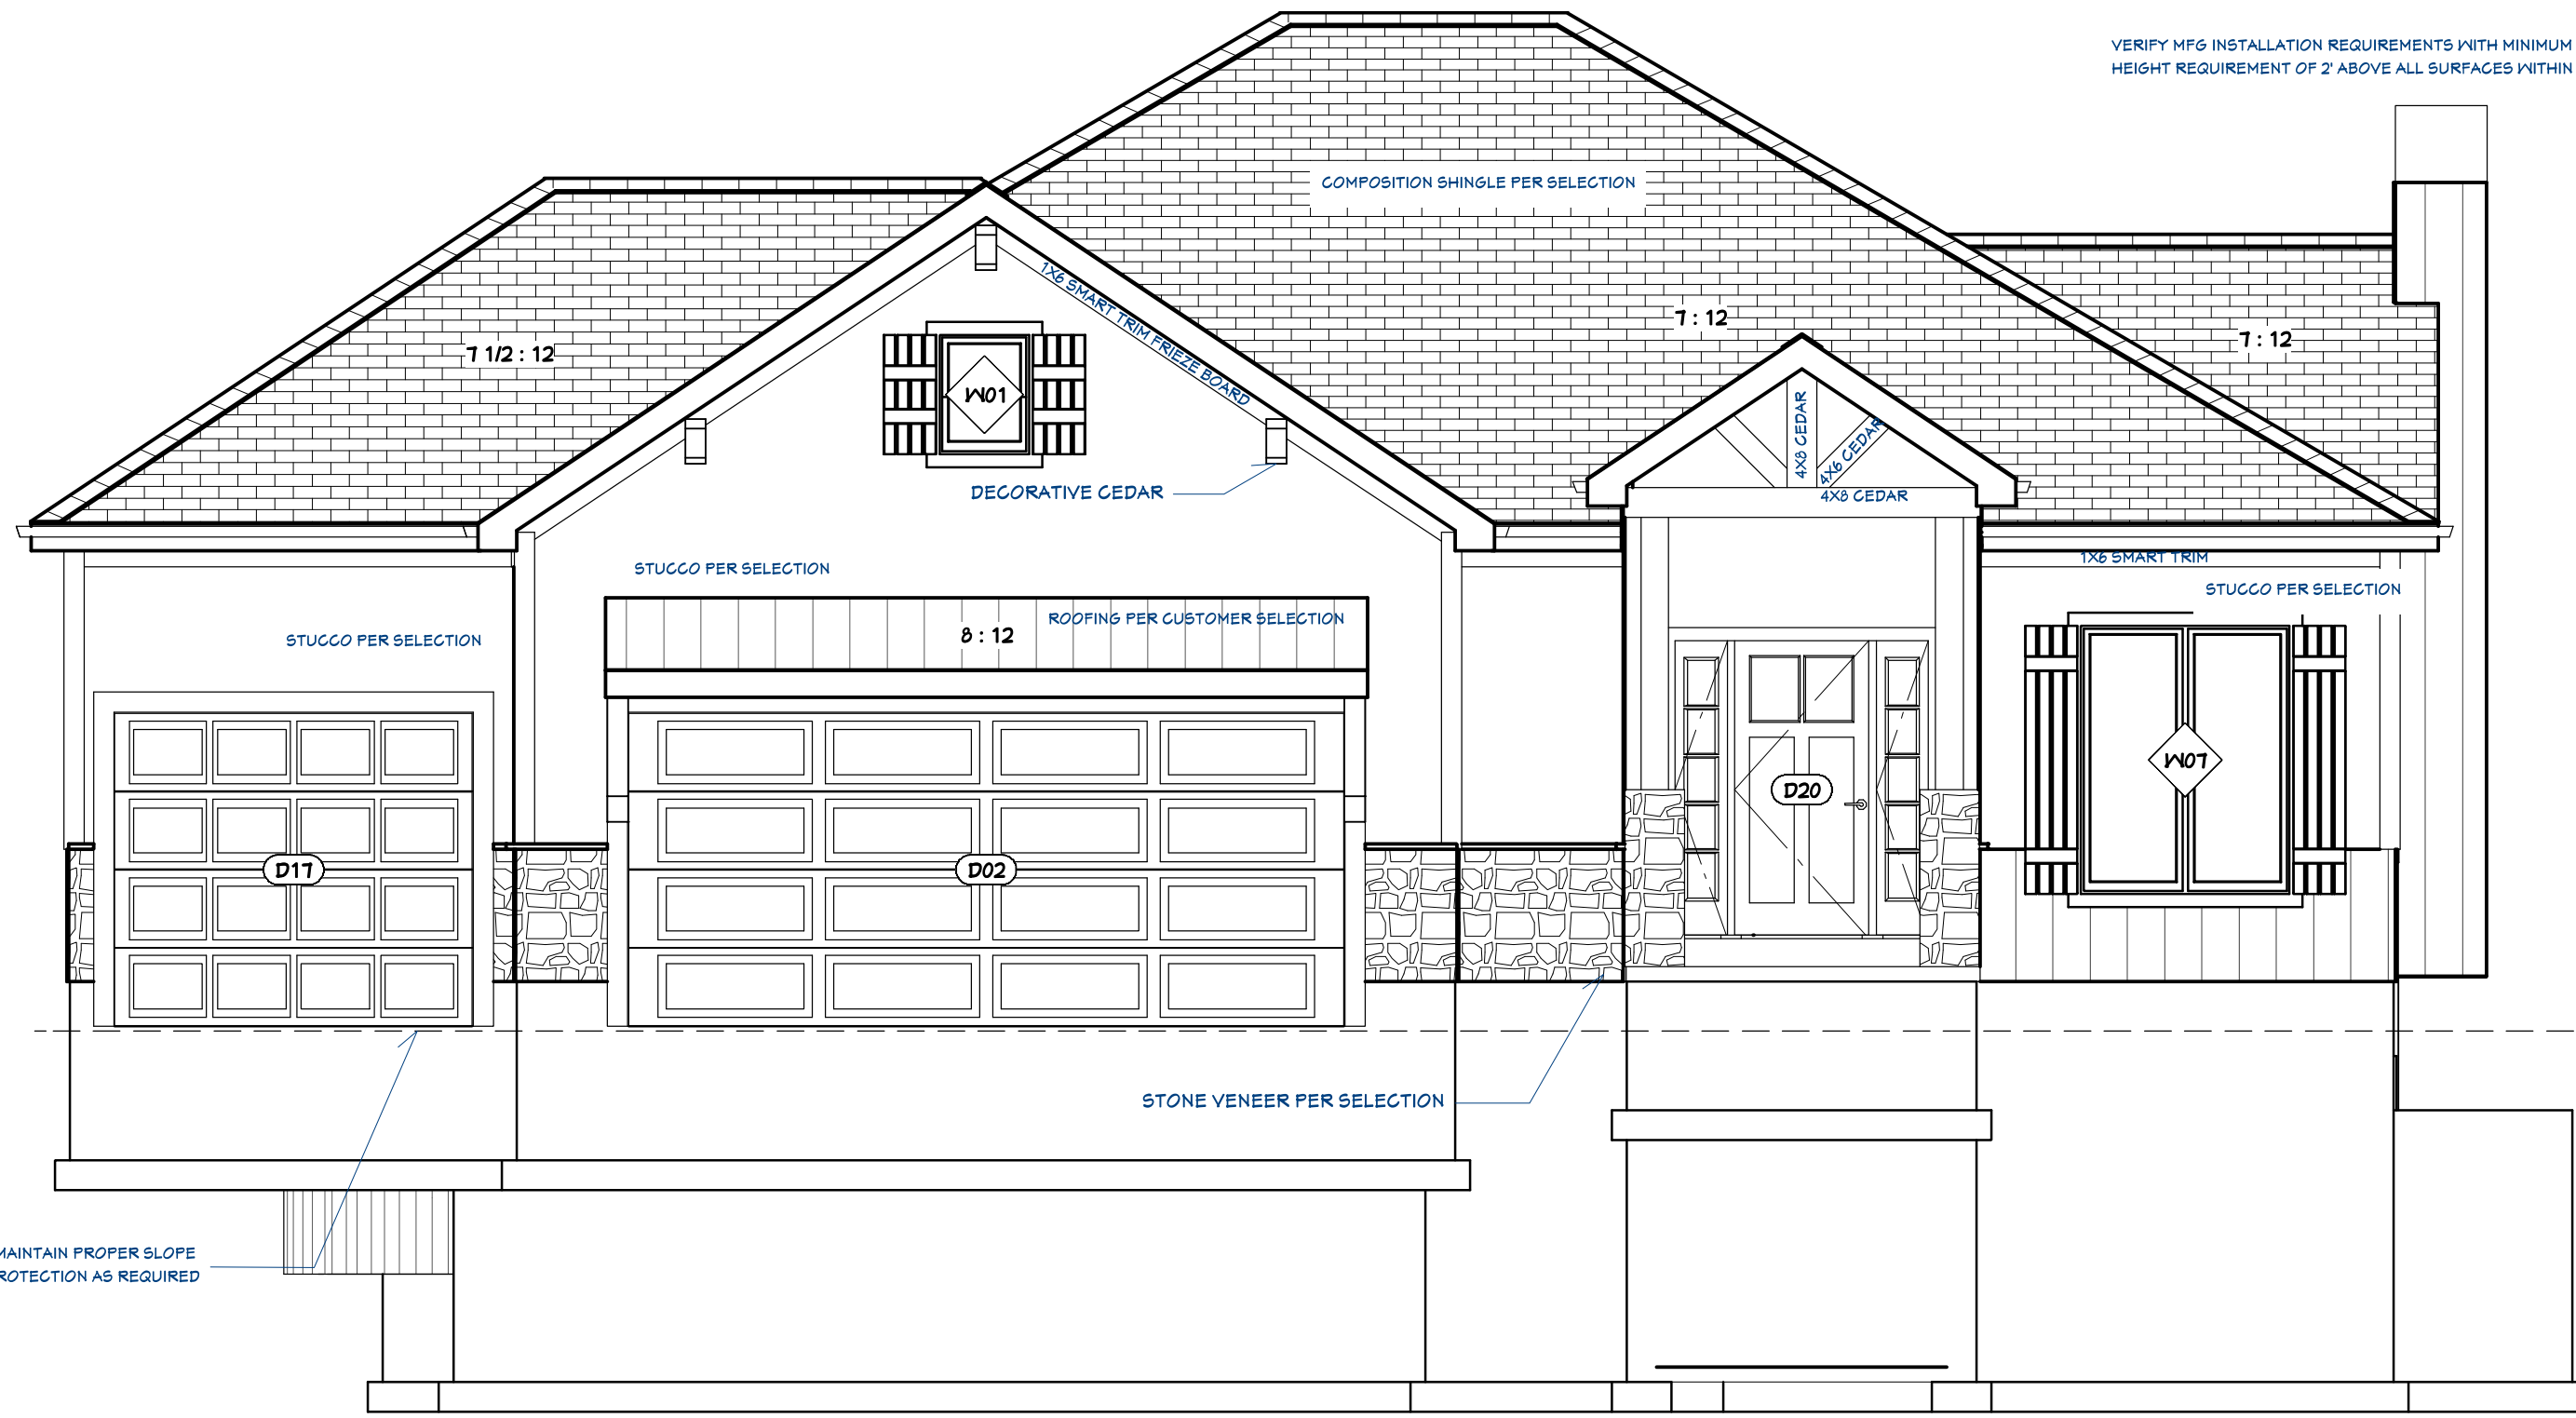 VERIFY MFG INSTALLATION REQUIREMENTS WITH MINIMUM
HEIGHT REQUIREMENT OF 2' ABOVE ALL SURFACES WITHIN
COMPOSITION SHINGLE PER SELECTION
7 1/2 : 12
1X6 SMART TRIM FRIEZE BOARD
W01
7 : 12
7 : 12
4X8 CEDAR
4X6 CEDAR
4X8 CEDAR
DECORATIVE CEDAR
STUCCO PER SELECTION
1X6 SMART TRIM
STUCCO PER SELECTION
ROOFING PER CUSTOMER SELECTION
8 : 12
STUCCO PER SELECTION
W07
D20
D17
D02
STONE VENEER PER SELECTION
MAINTAIN PROPER SLOPE
ROTECTION AS REQUIRED